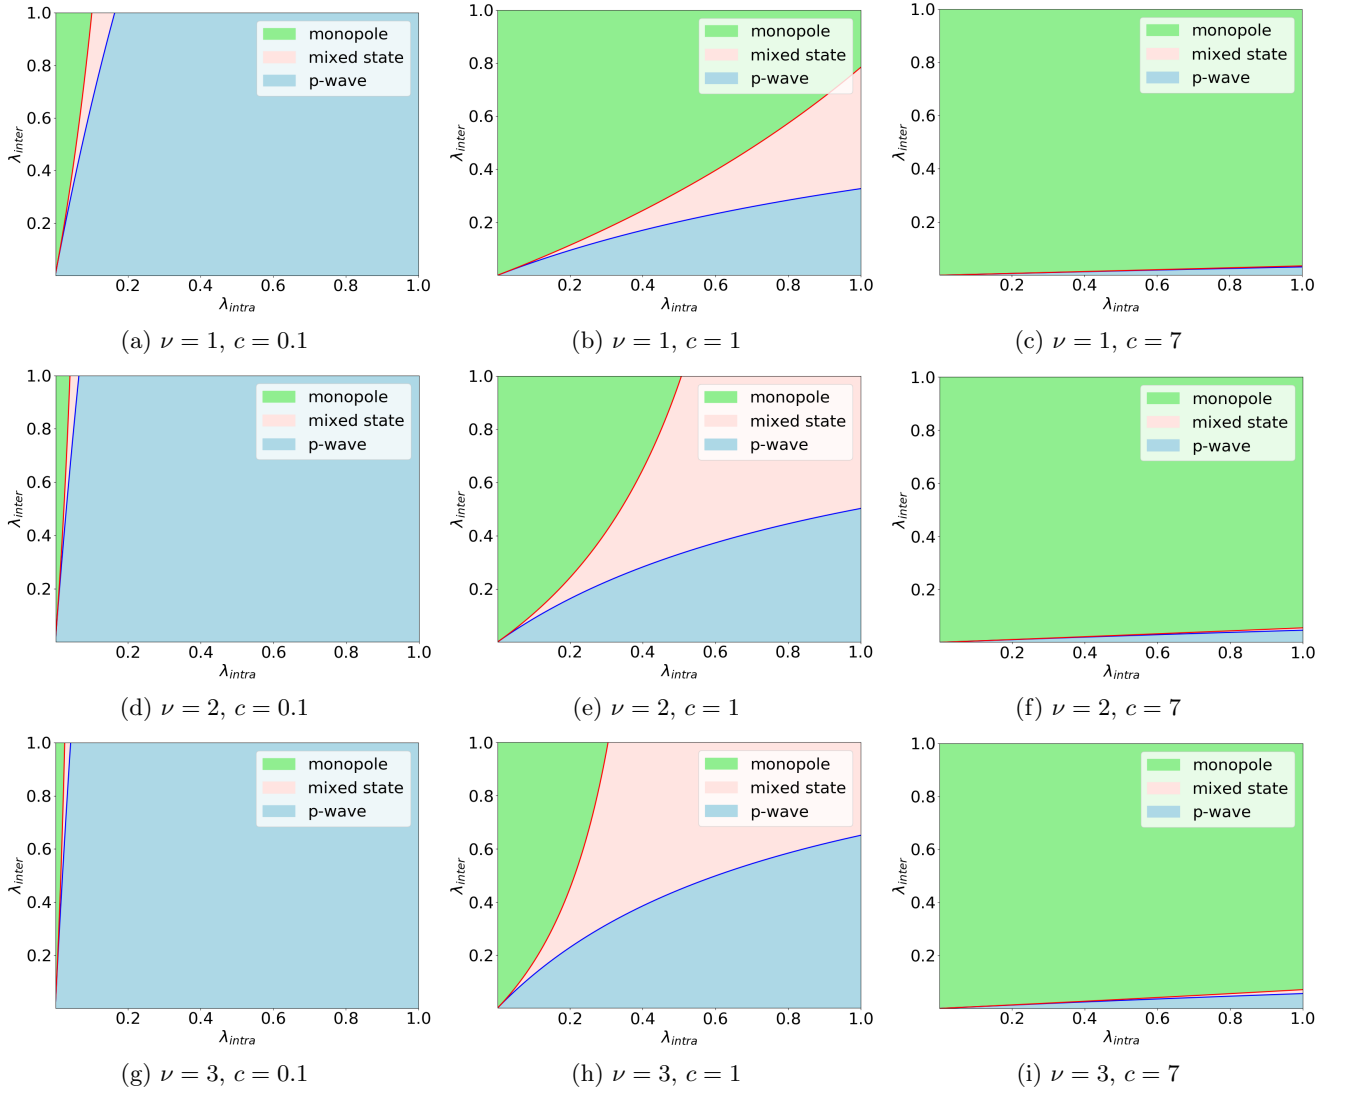 1.0
0.8
0.6
0.4
0.2
λinter
monopole
mixed state
p-wave
0.2 0.4 0.6 0.8 1.0
λintra
(a) ν = 1, c = 0.1
1.0
0.8
0.6
0.4
0.2
λinter
monopole
mixed state
p-wave
0.2 0.4 0.6 0.8 1.0
λintra
(b) ν = 1, c = 1
1.0
0.8
0.6
0.4
0.2
λinter
monopole
mixed state
p-wave
0.2 0.4 0.6 0.8 1.0
λintra
(c) ν = 1, c = 7
1.0
0.8
0.6
0.4
0.2
λinter
monopole
mixed state
p-wave
0.2 0.4 0.6 0.8 1.0
λintra
(d) ν = 2, c = 0.1
1.0
0.8
0.6
0.4
0.2
λinter
monopole
mixed state
p-wave
0.2 0.4 0.6 0.8 1.0
λintra
(e) ν = 2, c = 1
1.0
0.8
0.6
0.4
0.2
λinter
monopole
mixed state
p-wave
0.2 0.4 0.6 0.8 1.0
λintra
(f) ν = 2, c = 7
1.0
0.8
0.6
0.4
0.2
λinter
monopole
mixed state
p-wave
0.2 0.4 0.6 0.8 1.0
λintra
(g) ν = 3, c = 0.1
1.0
0.8
0.6
0.4
0.2
λinter
monopole
mixed state
p-wave
0.2 0.4 0.6 0.8 1.0
λintra
(h) ν = 3, c = 1
1.0
0.8
0.6
0.4
0.2
λinter
monopole
mixed state
p-wave
0.2 0.4 0.6 0.8 1.0
λintra
(i) ν = 3, c = 7